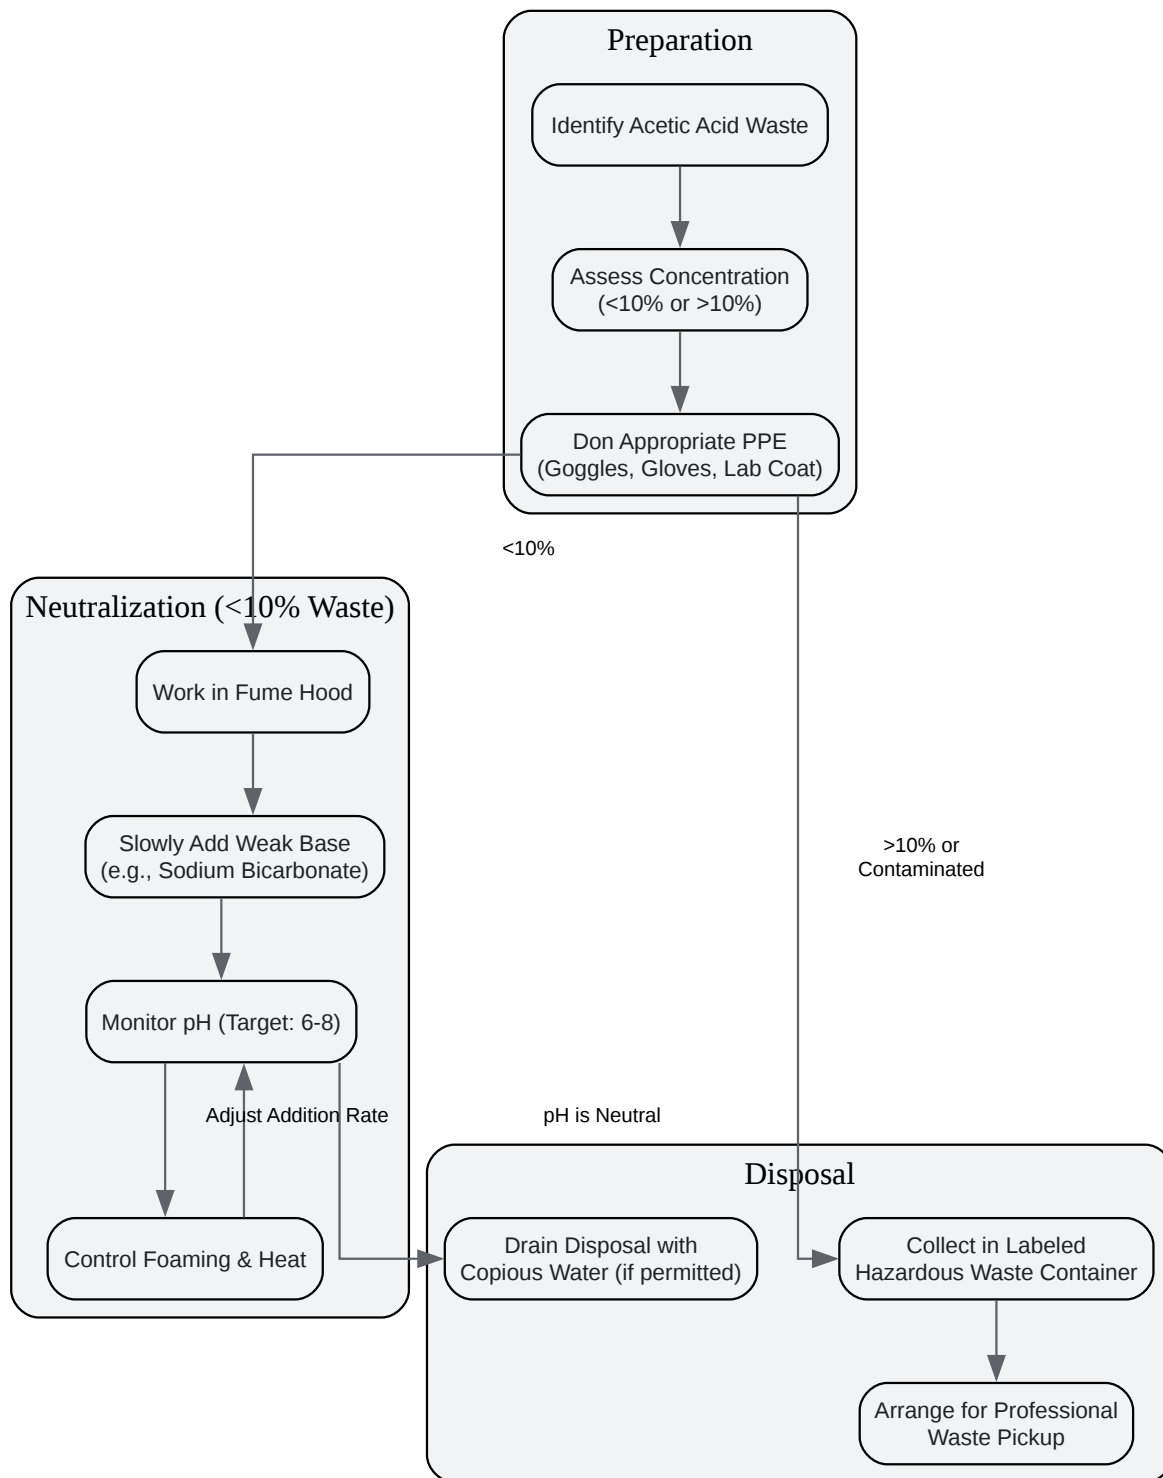 Preparation
Identify Acetic Acid Waste
Assess Concentration
(<10% or >10%)
Don Appropriate PPE
(Goggles, Gloves, Lab Coat)
<10%
Neutralization (<10% Waste)
Work in Fume Hood
Slowly Add Weak Base
(e.g., Sodium Bicarbonate)
>10% or
Contaminated
Monitor pH (Target: 6-8)
Adjust Addition Rate
pH is Neutral
Control Foaming & Heat
Disposal
Drain Disposal with
Copious Water (if permitted)
Collect in Labeled
Hazardous Waste Container
Arrange for Professional
Waste Pickup